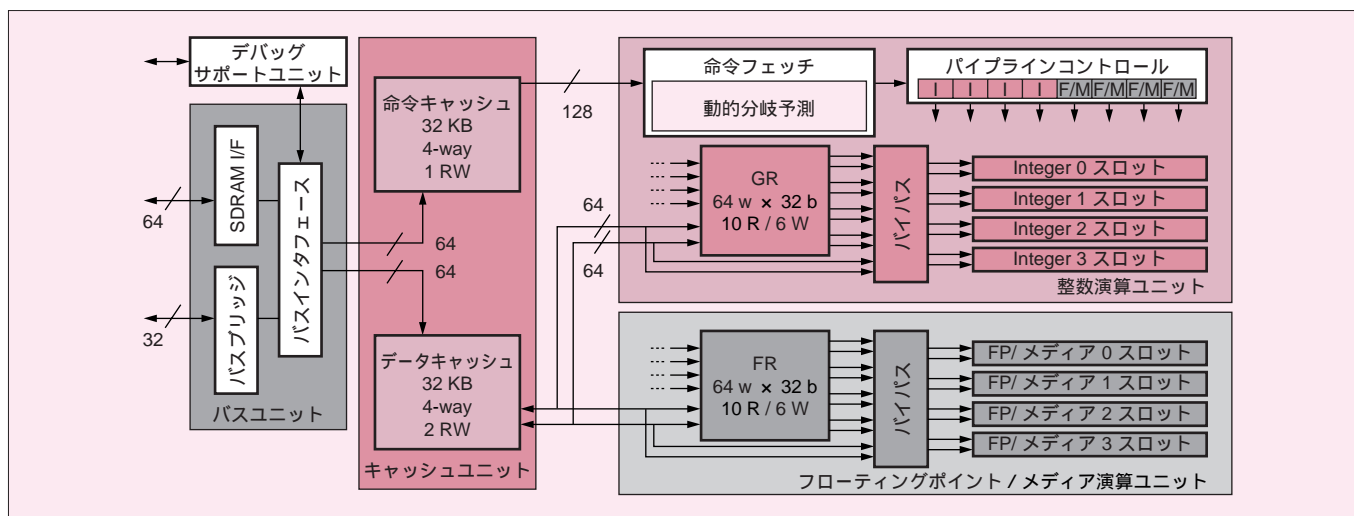 デバッグ
サポートユニット
SDRAM I/F
64
バスブリッジ
32
バスインタフェース
バスユニット
命令キャッシュ
32 KB
4-way
1 RW
64
64
データキャッシュ
32 KB
4-way
2 RW
キャッシュユニット
128
64
64
命令フェッチ
動的分岐予測
パイプラインコントロール
I I I I F/M F/M F/M F/M
GR
64 w × 32 b
10 R / 6 W
バイパス
Integer 0 スロット
Integer 1 スロット
Integer 2 スロット
Integer 3 スロット
整数演算ユニット
FR
64 w × 32 b
10 R / 6 W
バイパス
FP/ メディア 0 スロット
FP/ メディア 1 スロット
FP/ メディア 2 スロット
FP/ メディア 3 スロット
フローティングポイント / メディア演算ユニット